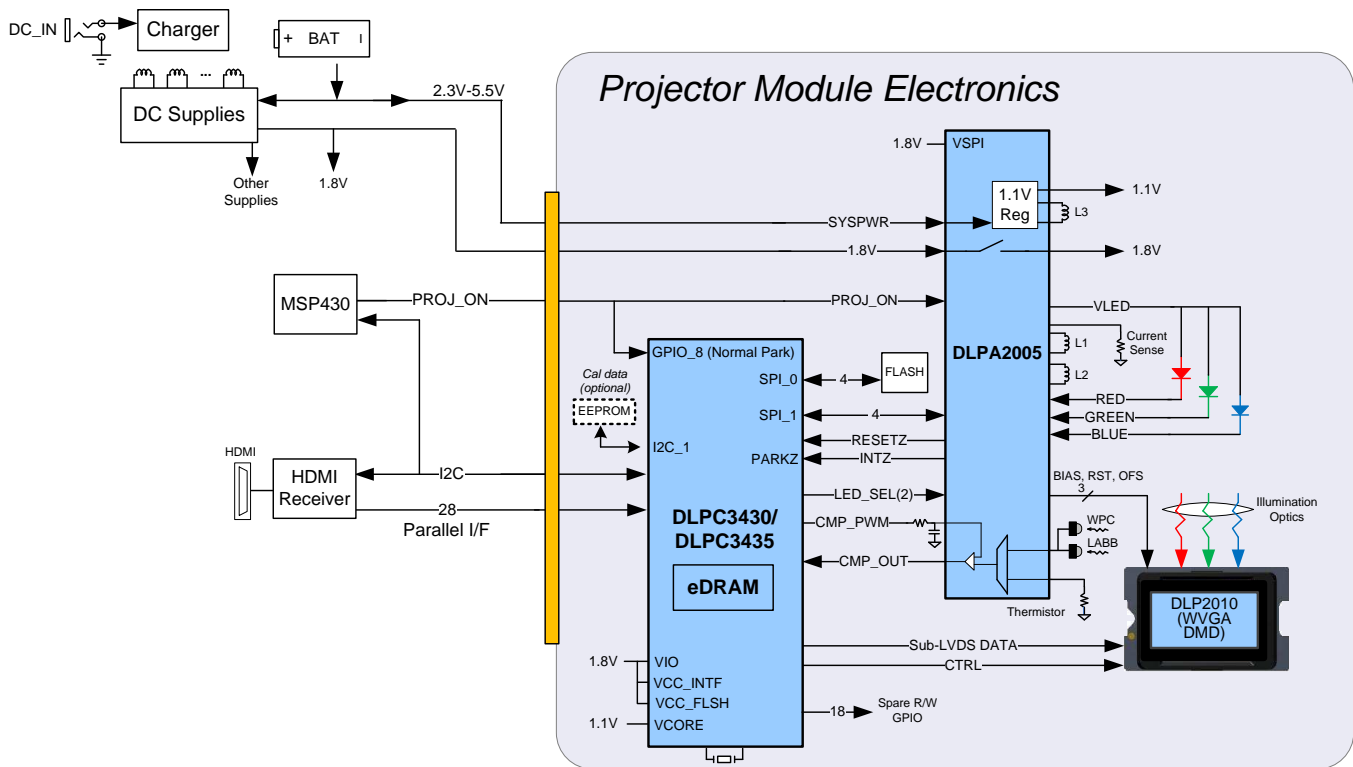 DC_IN
Charger
+ BAT I
...
DC Supplies
2.3V-5.5V
Other
Supplies
1.8V
Projector Module Electronics
1.8V
VSPI
1.1V
Reg
1.1V
L3
SYSPWR
1.8V
1.8V
MSP430
PROJ_ON
PROJ_ON
VLED
DLPA2005
L1
Current
Sense
L2
GPIO_8 (Normal Park)
Cal data
(optional)
EEPROM
SPI_0
4
FLASH
RED
SPI_1
4
GREEN
RESETZ
BLUE
I2C_1
PARKZ
INTZ
HDMI
HDMI
Receiver
I2C
28
Parallel I/F
LED_SEL(2)
BIAS, RST, OFS
3
DLPC3430/
DLPC3435
CMP_PWM
WPC
LABB
Illumination
Optics
CMP_OUT
eDRAM
Thermistor
DLP2010
(WVGA
DMD)
Sub-LVDS DATA
CTRL
1.8V
VIO
VCC_INTF
VCC_FLSH
1.1V
VCORE
18
Spare R/W
GPIO